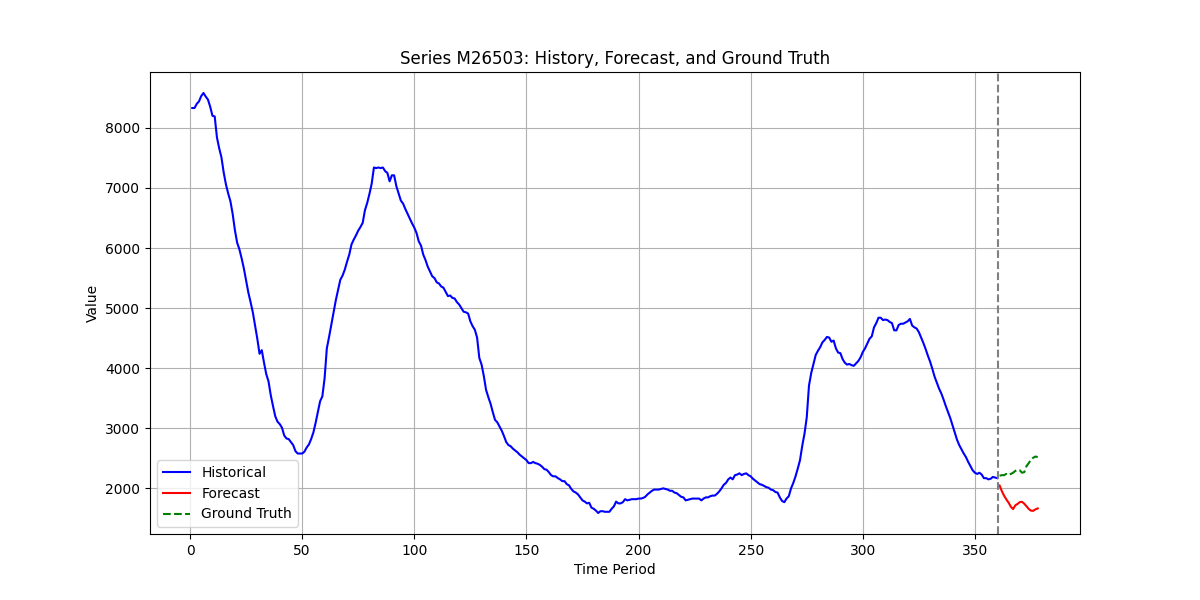 Series M26503: History, Forecast, and Ground Truth
8000
7000
6000
5000
4000
3000
2000
Value
Historical
Forecast
Ground Truth
0
50
100
150
200
250
300
350
Time Period